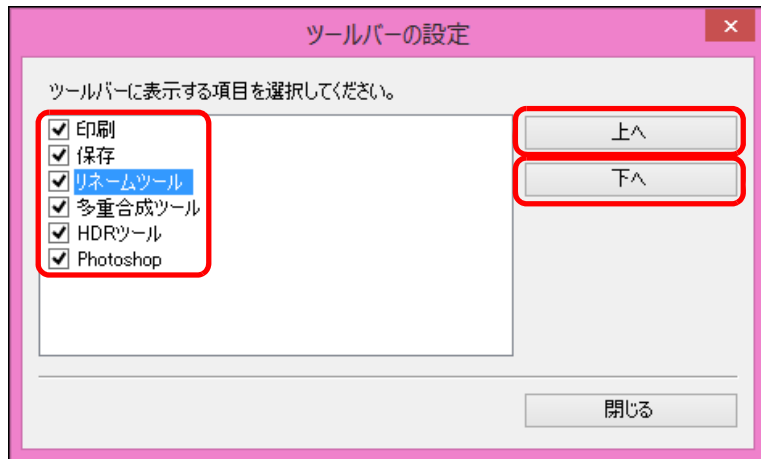 ツールバーの設定
ツールバーに表示する項目を選択してください。
印刷
保存
リネームツール
多重合成ツール
HDRツール
Photoshop
上へ
下へ
閉じる